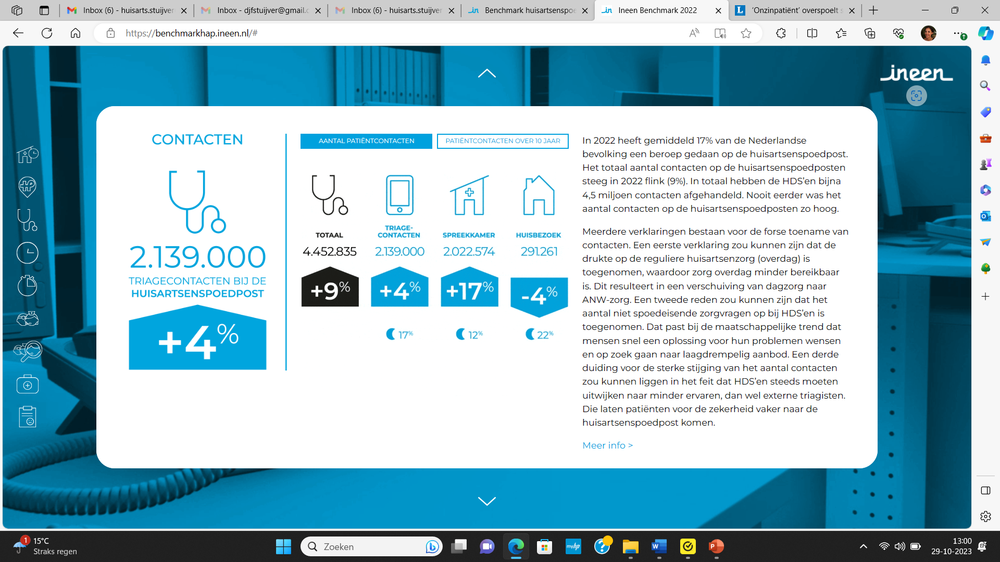 Inbox (6) - huisarts.stuijver
Inbox - djfstuijver@gmail.c
Inbox (6) - huisarts.stuijver
Benchmark huisartsenspoe
Ineen Benchmark 2022
'Onzinpatiënt' overspoelt s
https://benchmarkhap.ineen.nl/#
ineen
CONTACTEN
2.139.000
TRIAGECONTACTEN BIJ DE
HUISARTSENSPOEDPOST
+4%
AANTAL PATIËNTCONTACTEN
PATIËNTCONTACTEN OVER 10 JAAR
TOTAAL
4.452.835
+9%
TRIAGE-
CONTACTEN
2.139.000
+4%
17%
SPREEKKAMER
2.022.574
+17%
12%
HUISBEZOEK
291.261
-4%
22%
In 2022 heeft gemiddeld 17% van de Nederlandse
bevolking een beroep gedaan op de huisartsenspoedpost.
Het totaal aantal contacten op de huisartsenspoedposten
steeg in 2022 flink (9%). In totaal hebben de HDS'en bijna
4,5 miljoen contacten afgehandeld. Nooit eerder was het
aantal contacten op de huisartsenspoedposten zo hoog.
Meerdere verklaringen bestaan voor de forse toename van
contacten. Een eerste verklaring zou kunnen zijn dat de
drukte op de reguliere huisartsenzorg (overdag) is
toegenomen, waardoor zorg overdag minder bereikbaar
is. Dit resulteert in een verschuiving van dagzorg naar
ANW-zorg. Een tweede reden zou kunnen zijn dat het
aantal niet spoedeisende zorgvragen op bij HDS'en is
toegenomen. Dat past bij de maatschappelijke trend dat
mensen snel een oplossing voor hun problemen wensen
en op zoek gaan naar laagdrempelig aanbod. Een derde
duiding voor de sterke stijging van het aantal contacten
zou kunnen liggen in het feit dat HDS'en steeds moeten
uitwijken naar minder ervaren, dan wel externe triagisten.
Die laten patiënten voor de zekerheid vaker naar de
huisartsenspoedpost komen.
Meer info >
1
15°C
Straks regen
Zoeken
myhp
13:00
29-10-2023